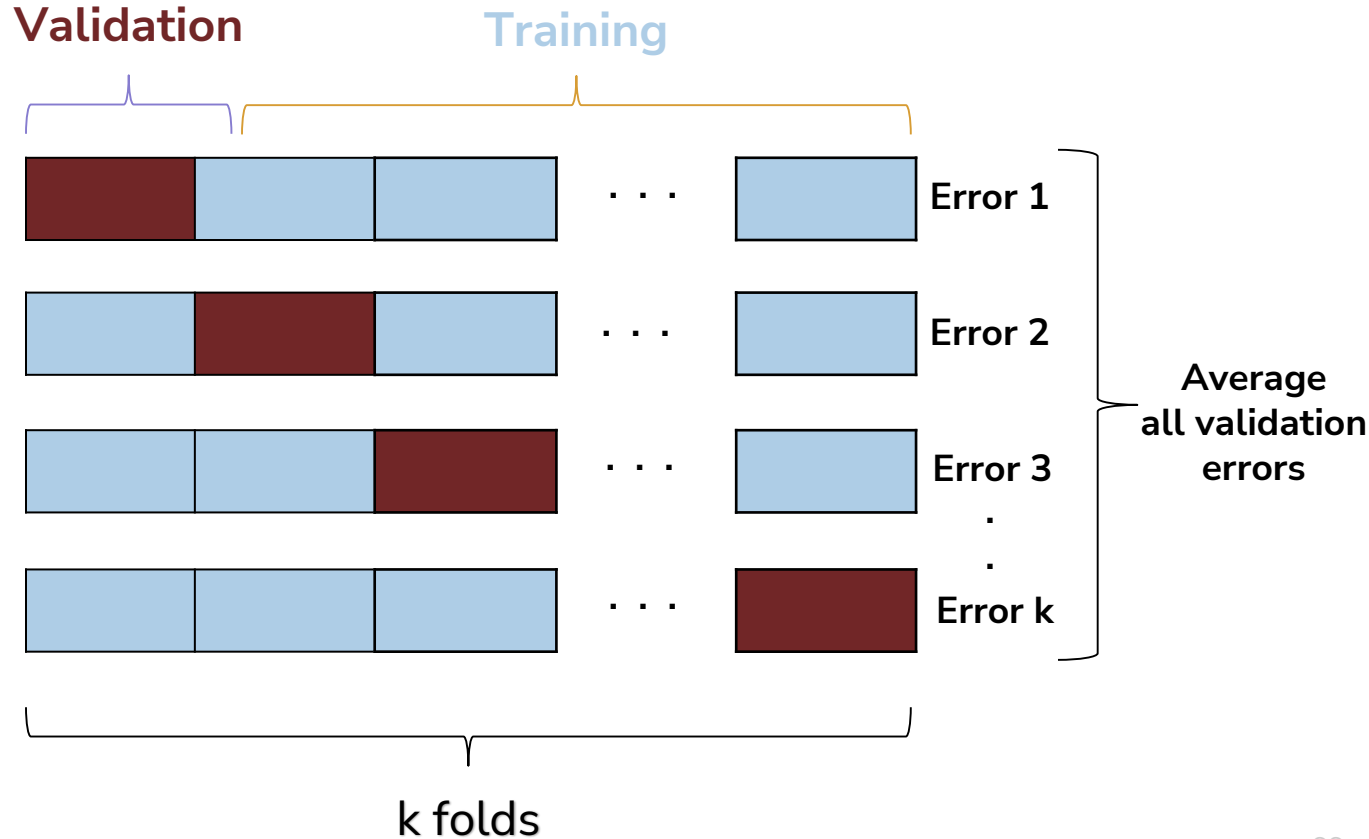 Validation
Training
. . .
Error 1
. . .
Error 2
. . .
Error 3
.
.
. . .
Error k
Average
all validation
errors
k folds